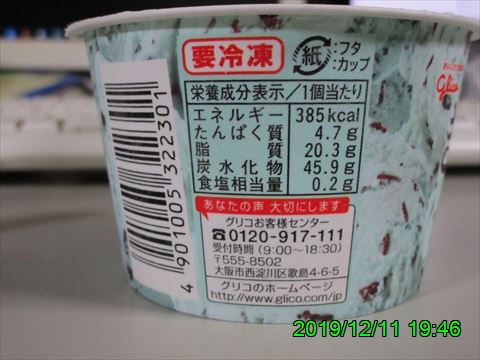 要冷凍
紙
:フタ
:カップ
栄養成分表示/1個当たり
エネルギー 385kcal
たんぱく質 4.7g
脂質 20.3g
炭水化物 45.9g
食塩相当量 0.2g
あなたの声 大切にします
グリコお客様センター
☎0120-917-111
受付時間(9:00~18:30)
〒555-8502
大阪市西淀川区歌島4-6-5
グリコのホームページ
http://www.glico.com/jp
4 901005 322301
Glico
2019/12/11 19:46